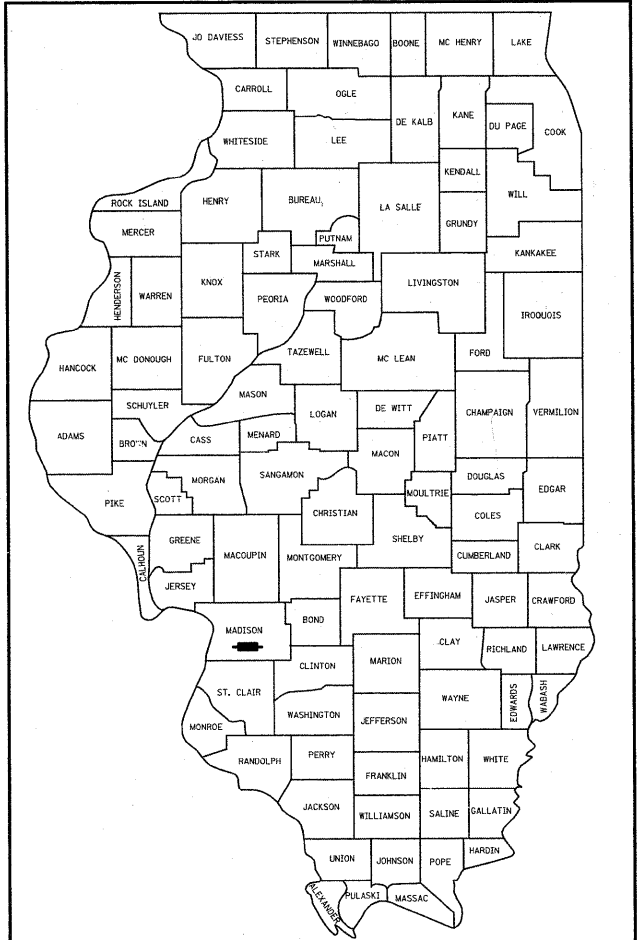 JO DAVIESS
STEPHENSON
WINNEBAGO
BOONE
MC HENRY
LAKE
CARROLL
OGLE
DE KALB
KANE
DU PAGE
COOK
WHITESIDE
LEE
KENDALL
WILL
ROCK ISLAND
HENRY
BUREAU
LA SALLE
GRUNDY
MERCER
PUTNAM
STARK
MARSHALL
KANKAKEE
HENDERSON
WARREN
KNOX
PEORIA
WOODFORD
LIVINGSTON
IROQUOIS
HANCOCK
MC DONOUGH
FULTON
TAZEWELL
MC LEAN
FORD
MASON
SCHUYLER
LOGAN
DE WITT
CHAMPAIGN
VERMILION
ADAMS
BROWN
CASS
MENARD
MACON
PIATT
PIKE
SCOTT
MORGAN
SANGAMON
CHRISTIAN
MOULTRIE
DOUGLAS
EDGAR
COLES
CALHOUN
GREENE
MACOUPIN
MONTGOMERY
SHELBY
CUMBERLAND
CLARK
JERSEY
FAYETTE
EFFINGHAM
JASPER
CRAWFORD
MADISON
BOND
CLAY
RICHLAND
LAWRENCE
CLINTON
MARION
ST. CLAIR
WAYNE
EDWARDS
WABASH
MONROE
WASHINGTON
JEFFERSON
RANDOLPH
PERRY
HAMILTON
WHITE
FRANKLIN
JACKSON
WILLIAMSON
SALINE
GALLATIN
UNION
JOHNSON
POPE
HARDIN
ALEXANDER
PULASKI
MASSAC